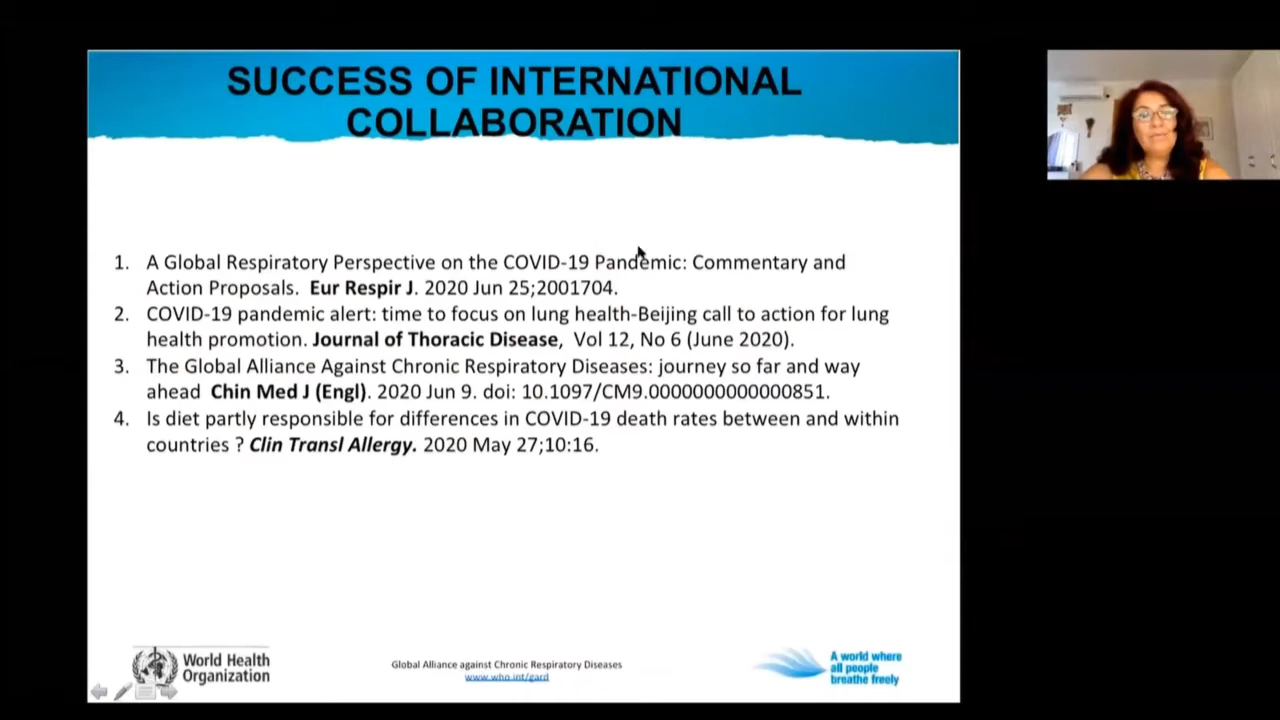 SUCCESS OF INTERNATIONAL
COLLABORATION
1. A Global Respiratory Perspective on the COVID-19 Pandemic: Commentary and
Action Proposals. Eur Respir J. 2020 Jun 25;2001704.
2. COVID-19 pandemic alert: time to focus on lung health-Beijing call to action for lung
health promotion. Journal of Thoracic Disease, Vol 12, No 6 (June 2020).
3. The Global Alliance Against Chronic Respiratory Diseases: journey so far and way
ahead Chin Med J (Engl). 2020 Jun 9. doi: 10.1097/CM9.0000000000000851.
4. Is diet partly responsible for differences in COVID-19 death rates between and within
countries ? Clin Transl Allergy. 2020 May 27;10:16.
World Health
Organization
Global Alliance against Chronic Respiratory Diseases
www.who.int/gard
A world where
all people
breathe freely